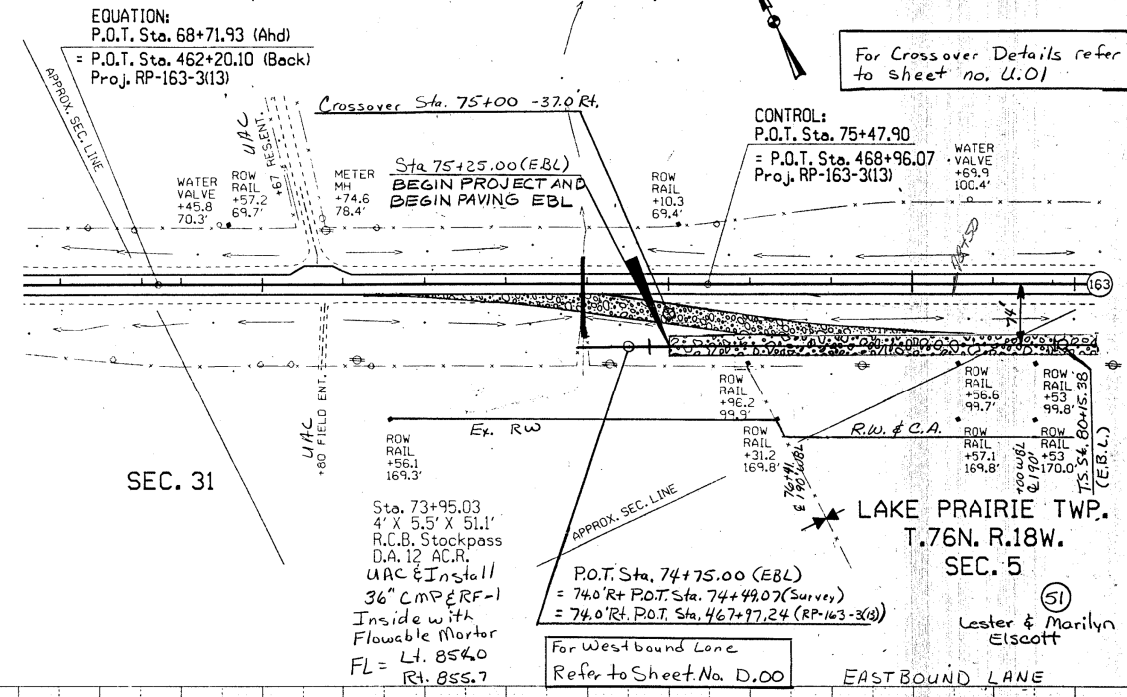 EQUATION:
P.O.T. Sta. 68+71.93 (Ahd)
= P.O.T. Sta. 462+20.10 (Back)
Proj. RP-163-3(13)
For Crossover Details refer
to sheet no. U.01
APPROX. SEC. LINE
UAC
+67 RES.ENT.
Crossover Sta. 75+00 -37.0' Rt.
CONTROL:
P.O.T. Sta. 75+47.90
= P.O.T. Sta. 468+96.07
Proj. RP-163-3(13)
WATER
VALVE
+45.8
70.3'
ROW
RAIL
+57.2
69.7'
METER
MH
+74.6
78.4'
Sta 75+25.00 (EBL)
BEGIN PROJECT AND
BEGIN PAVING EBL
ROW
RAIL
+10.3
69.4'
WATER
VALVE
+69.9
100.4'
163
74'
UAC
+80 FIELD ENT.
ROW
RAIL
+56.1
169.3'
Ex. RW
ROW
RAIL
+96.2
99.9'
ROW
RAIL
+31.2
169.8'
R.W. & C.A.
ROW
RAIL
+56.6
99.7'
ROW
RAIL
+53
99.8'
ROW
RAIL
+57.1
169.8'
ROW
RAIL
+53
170.0'
T.S. St. 80+15.38
(E.B.L.)
76+91
& 190' WBL
+00 WBL
& 190'
SEC. 31
APPROX. SEC. LINE
LAKE PRAIRIE TWP.
T.76N. R.18W.
SEC. 5
Sta. 73+95.03
4' X 5.5' X 51.1'
R.C.B. Stockpass
D.A. 12 AC.R.
UAC & Install
36" CMP & RF-1
Inside with
Flowable Mortor
FL = Lt. 854.0
Rt. 855.7
P.O.T. Sta. 74+75.00 (EBL)
= 74.0' Rt P.O.T. Sta. 74+49.07 (Survey)
= 74.0' Rt. P.O.T. Sta. 467+97.24 (RP-163-3(13))
51
Lester & Marilyn
Elscott
For Westbound Lane
Refer to Sheet No. D.00
EASTBOUND LANE